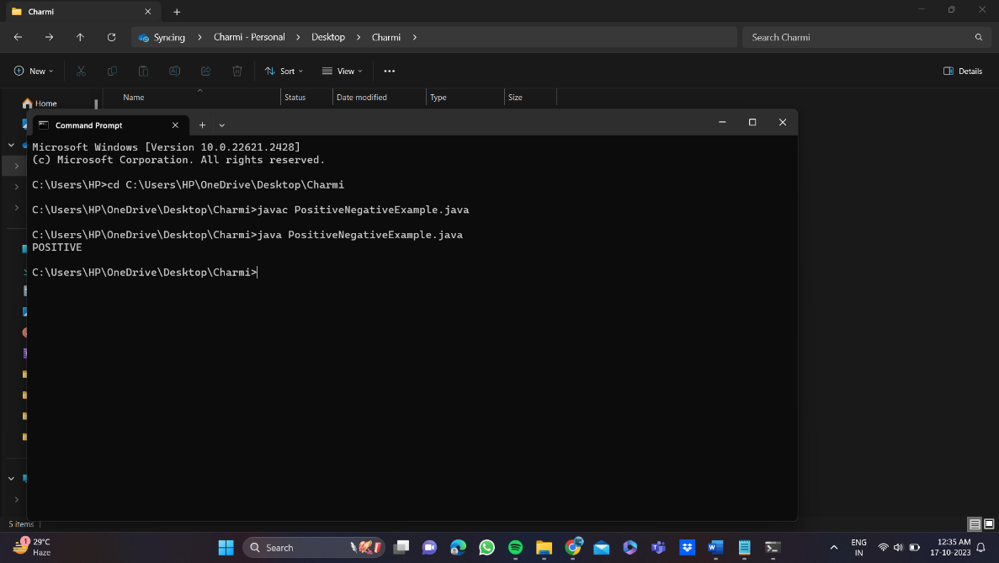 Charmi
Syncing
Charmi - Personal
Desktop
Charmi
Search Charmi
New
Sort
View
Details
Home
Name
Status
Date modified
Type
Size
Command Prompt
Microsoft Windows [Version 10.0.22621.2428]
(c) Microsoft Corporation. All rights reserved.
C:\Users\HP>cd C:\Users\HP\OneDrive\Desktop\Charmi
C:\Users\HP\OneDrive\Desktop\Charmi>javac PositiveNegativeExample.java
C:\Users\HP\OneDrive\Desktop\Charmi>java PositiveNegativeExample.java
POSITIVE
C:\Users\HP\OneDrive\Desktop\Charmi>
5 items
1
29°C
Haze
Search
ENG
IN
12:35 AM
17-10-2023